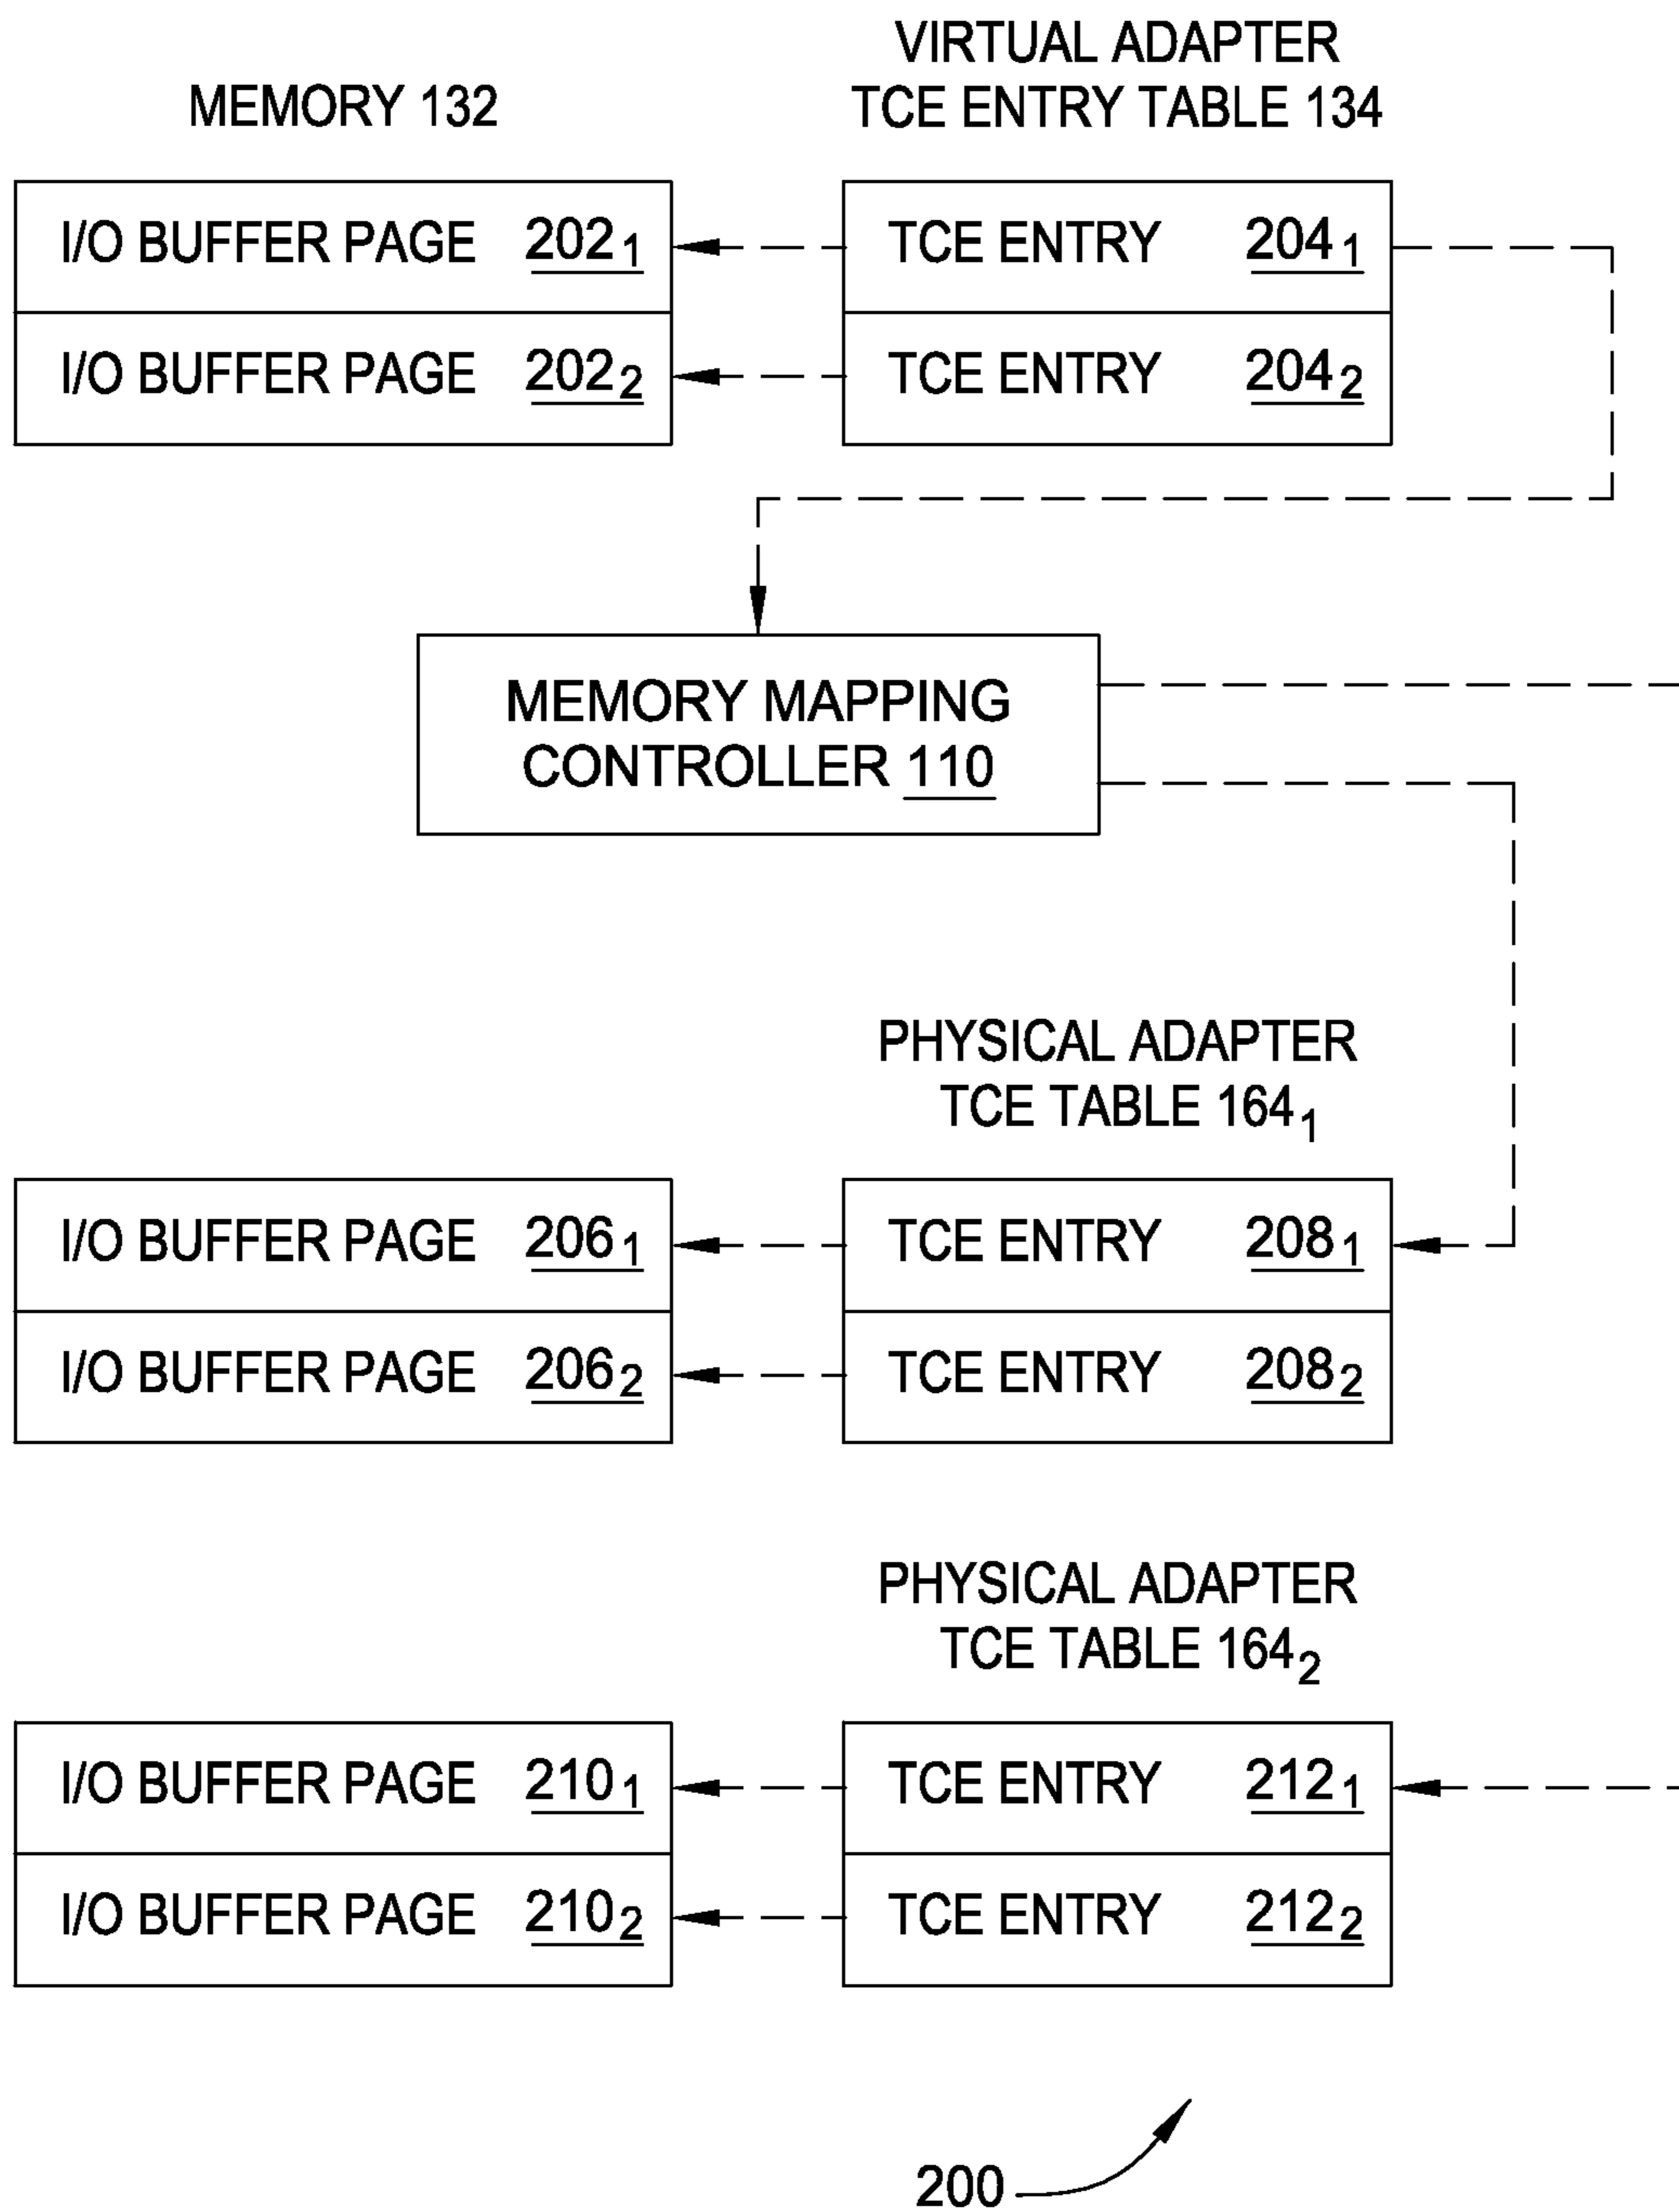 MEMORY 132
VIRTUAL ADAPTER
TCE ENTRY TABLE 134
I/O BUFFER PAGE 202₁
TCE ENTRY 204₁
I/O BUFFER PAGE 202₂
TCE ENTRY 204₂
MEMORY MAPPING
CONTROLLER 110
PHYSICAL ADAPTER
TCE TABLE 164₁
I/O BUFFER PAGE 206₁
TCE ENTRY 208₁
I/O BUFFER PAGE 206₂
TCE ENTRY 208₂
PHYSICAL ADAPTER
TCE TABLE 164₂
I/O BUFFER PAGE 210₁
TCE ENTRY 212₁
I/O BUFFER PAGE 210₂
TCE ENTRY 212₂
200